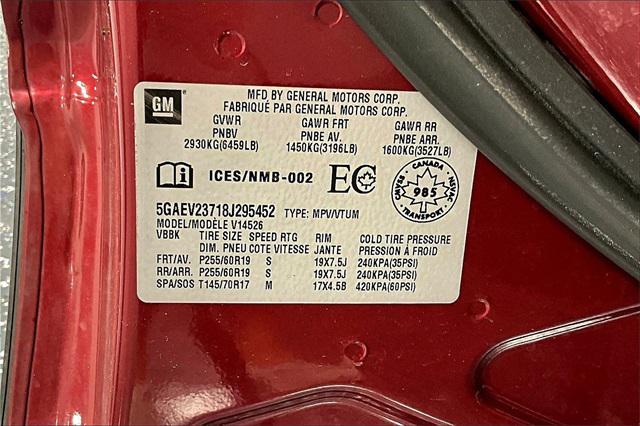 GM
MFD BY GENERAL MOTORS CORP.
FABRIQUÉ PAR GENERAL MOTORS CORP.
GVWR GAWR FRT GAWR RR
PNBV PNBE AV. PNBE ARR.
2930KG(6459LB) 1450KG(3196LB) 1600KG(3527LB)
ICES/NMB-002 EC
CANADA
CMVSR 985 NSVAC
TRANSPORT
5GAEV23718J295452 TYPE: MPV/VTUM
MODEL/MODÈLE V14526
VBBK TIRE SIZE SPEED RTG RIM COLD TIRE PRESSURE
DIM. PNEU COTE VITESSE JANTE PRESSION À FROID
FRT/AV. P255/60R19 S 19X7.5J 240KPA(35PSI)
RR/ARR. P255/60R19 S 19X7.5J 240KPA(35PSI)
SPA/SOS T145/70R17 M 17X4.5B 420KPA(60PSI)